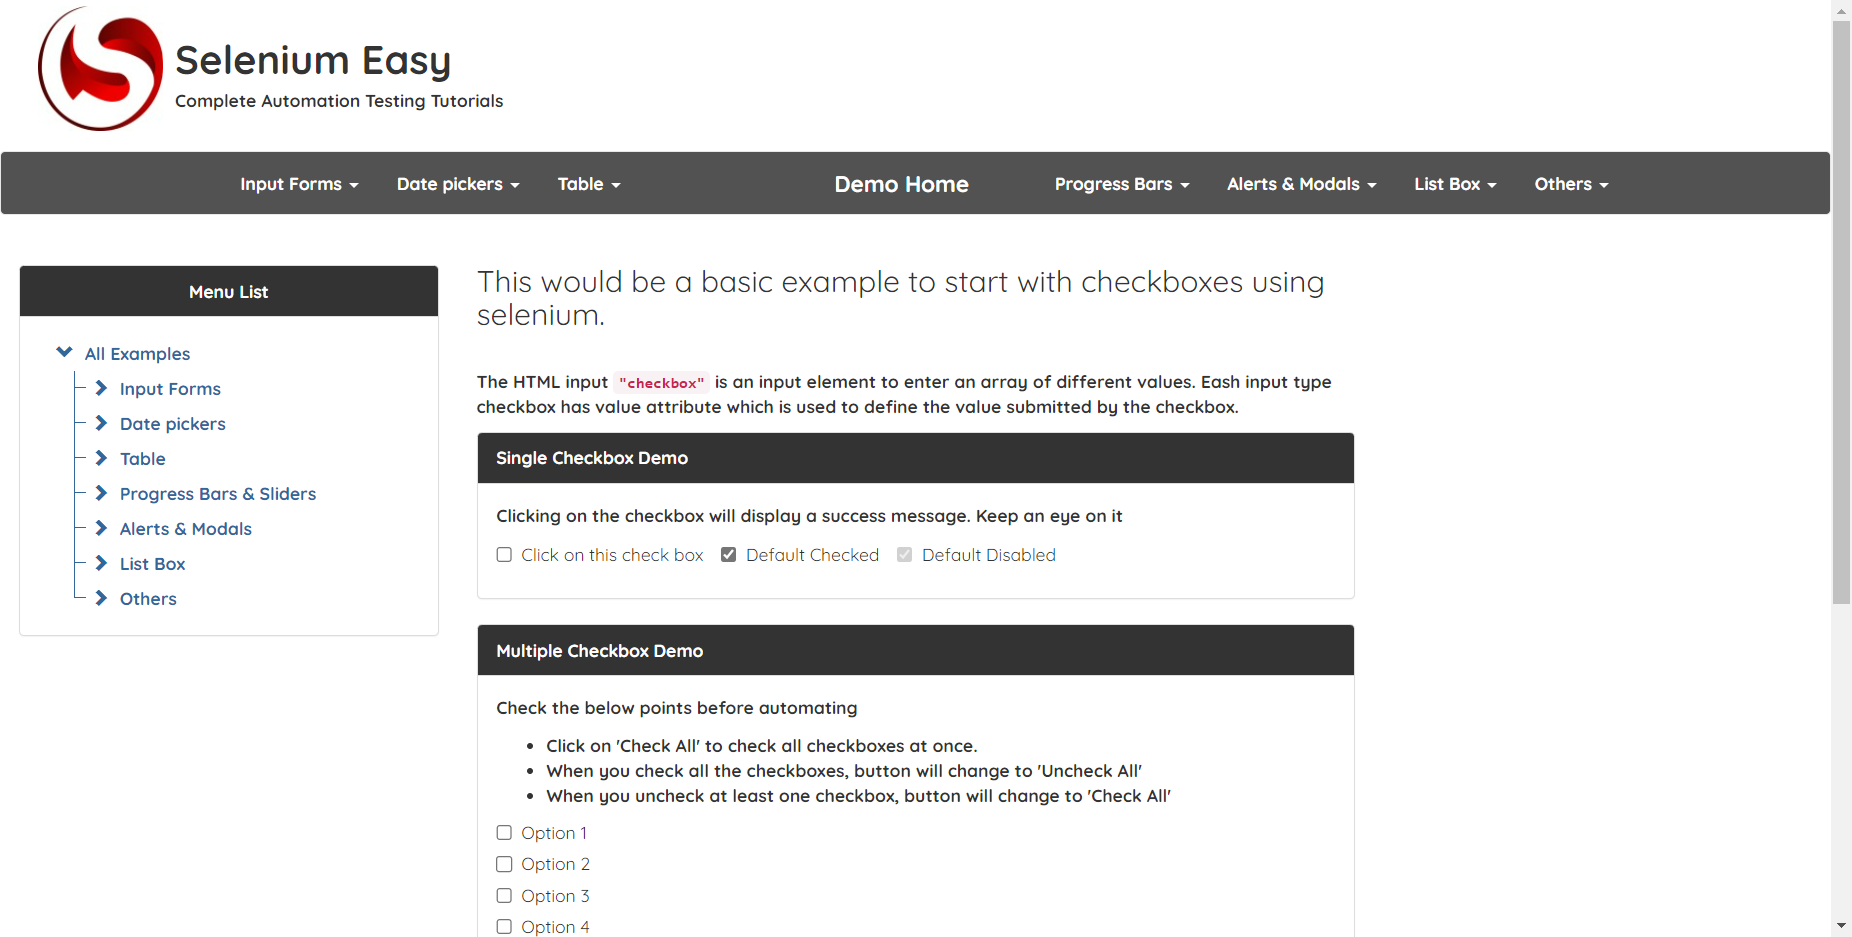 Selenium Easy
Complete Automation Testing Tutorials
Input Forms
Date pickers
Table
Demo Home
Progress Bars
Alerts & Modals
List Box
Others
Menu List
All Examples
Input Forms
Date pickers
Table
Progress Bars & Sliders
Alerts & Modals
List Box
Others
This would be a basic example to start with checkboxes using
selenium.
The HTML input "checkbox" is an input element to enter an array of different values. Eash input type
checkbox has value attribute which is used to define the value submitted by the checkbox.
Single Checkbox Demo
Clicking on the checkbox will display a success message. Keep an eye on it
Click on this check box
Default Checked
Default Disabled
Multiple Checkbox Demo
Check the below points before automating
Click on 'Check All' to check all checkboxes at once.
When you check all the checkboxes, button will change to 'Uncheck All'
When you uncheck at least one checkbox, button will change to 'Check All'
Option 1
Option 2
Option 3
Option 4